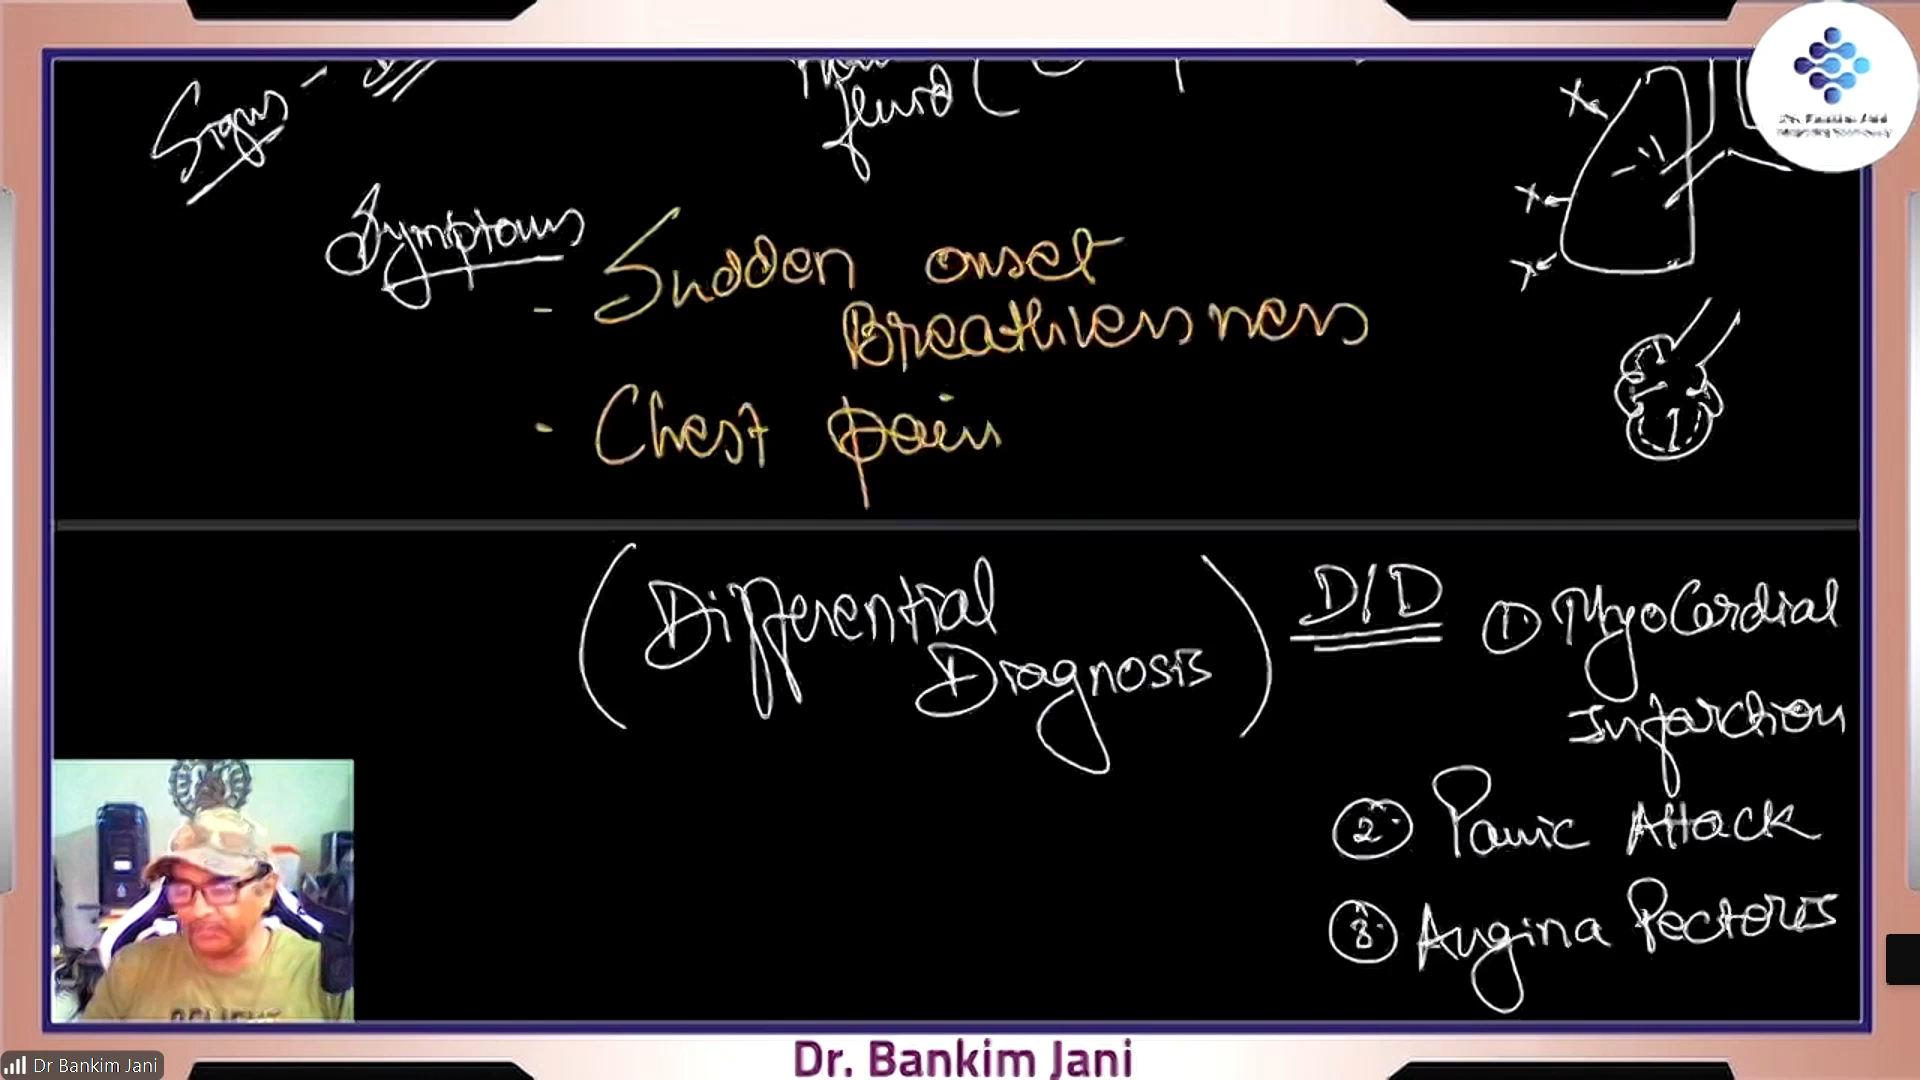 Signs -
fluid (
Symptoms
- Sudden onset
Breathlessness
- Chest pain
(Differential
Diagnosis)
D/D
① Myocardial
Infarction
② Panic Attack
③ Angina Pectoris
Dr. Bankim Jani
Dr Bankim Jani